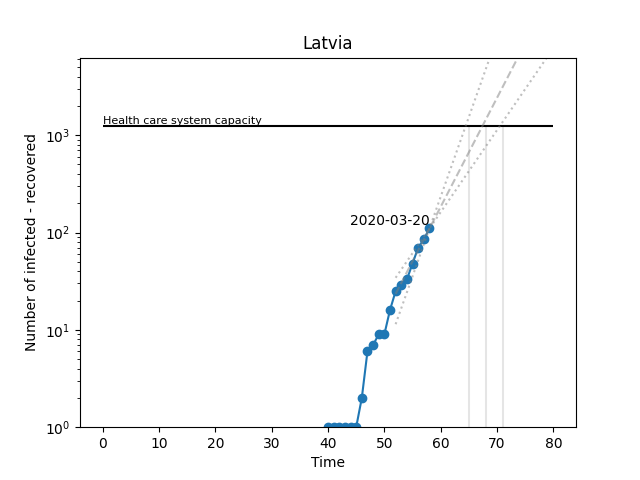 Latvia
Health care system capacity
2020-03-20
Number of infected - recovered
10³
10²
10¹
10⁰
0 10 20 30 40 50 60 70 80
Time